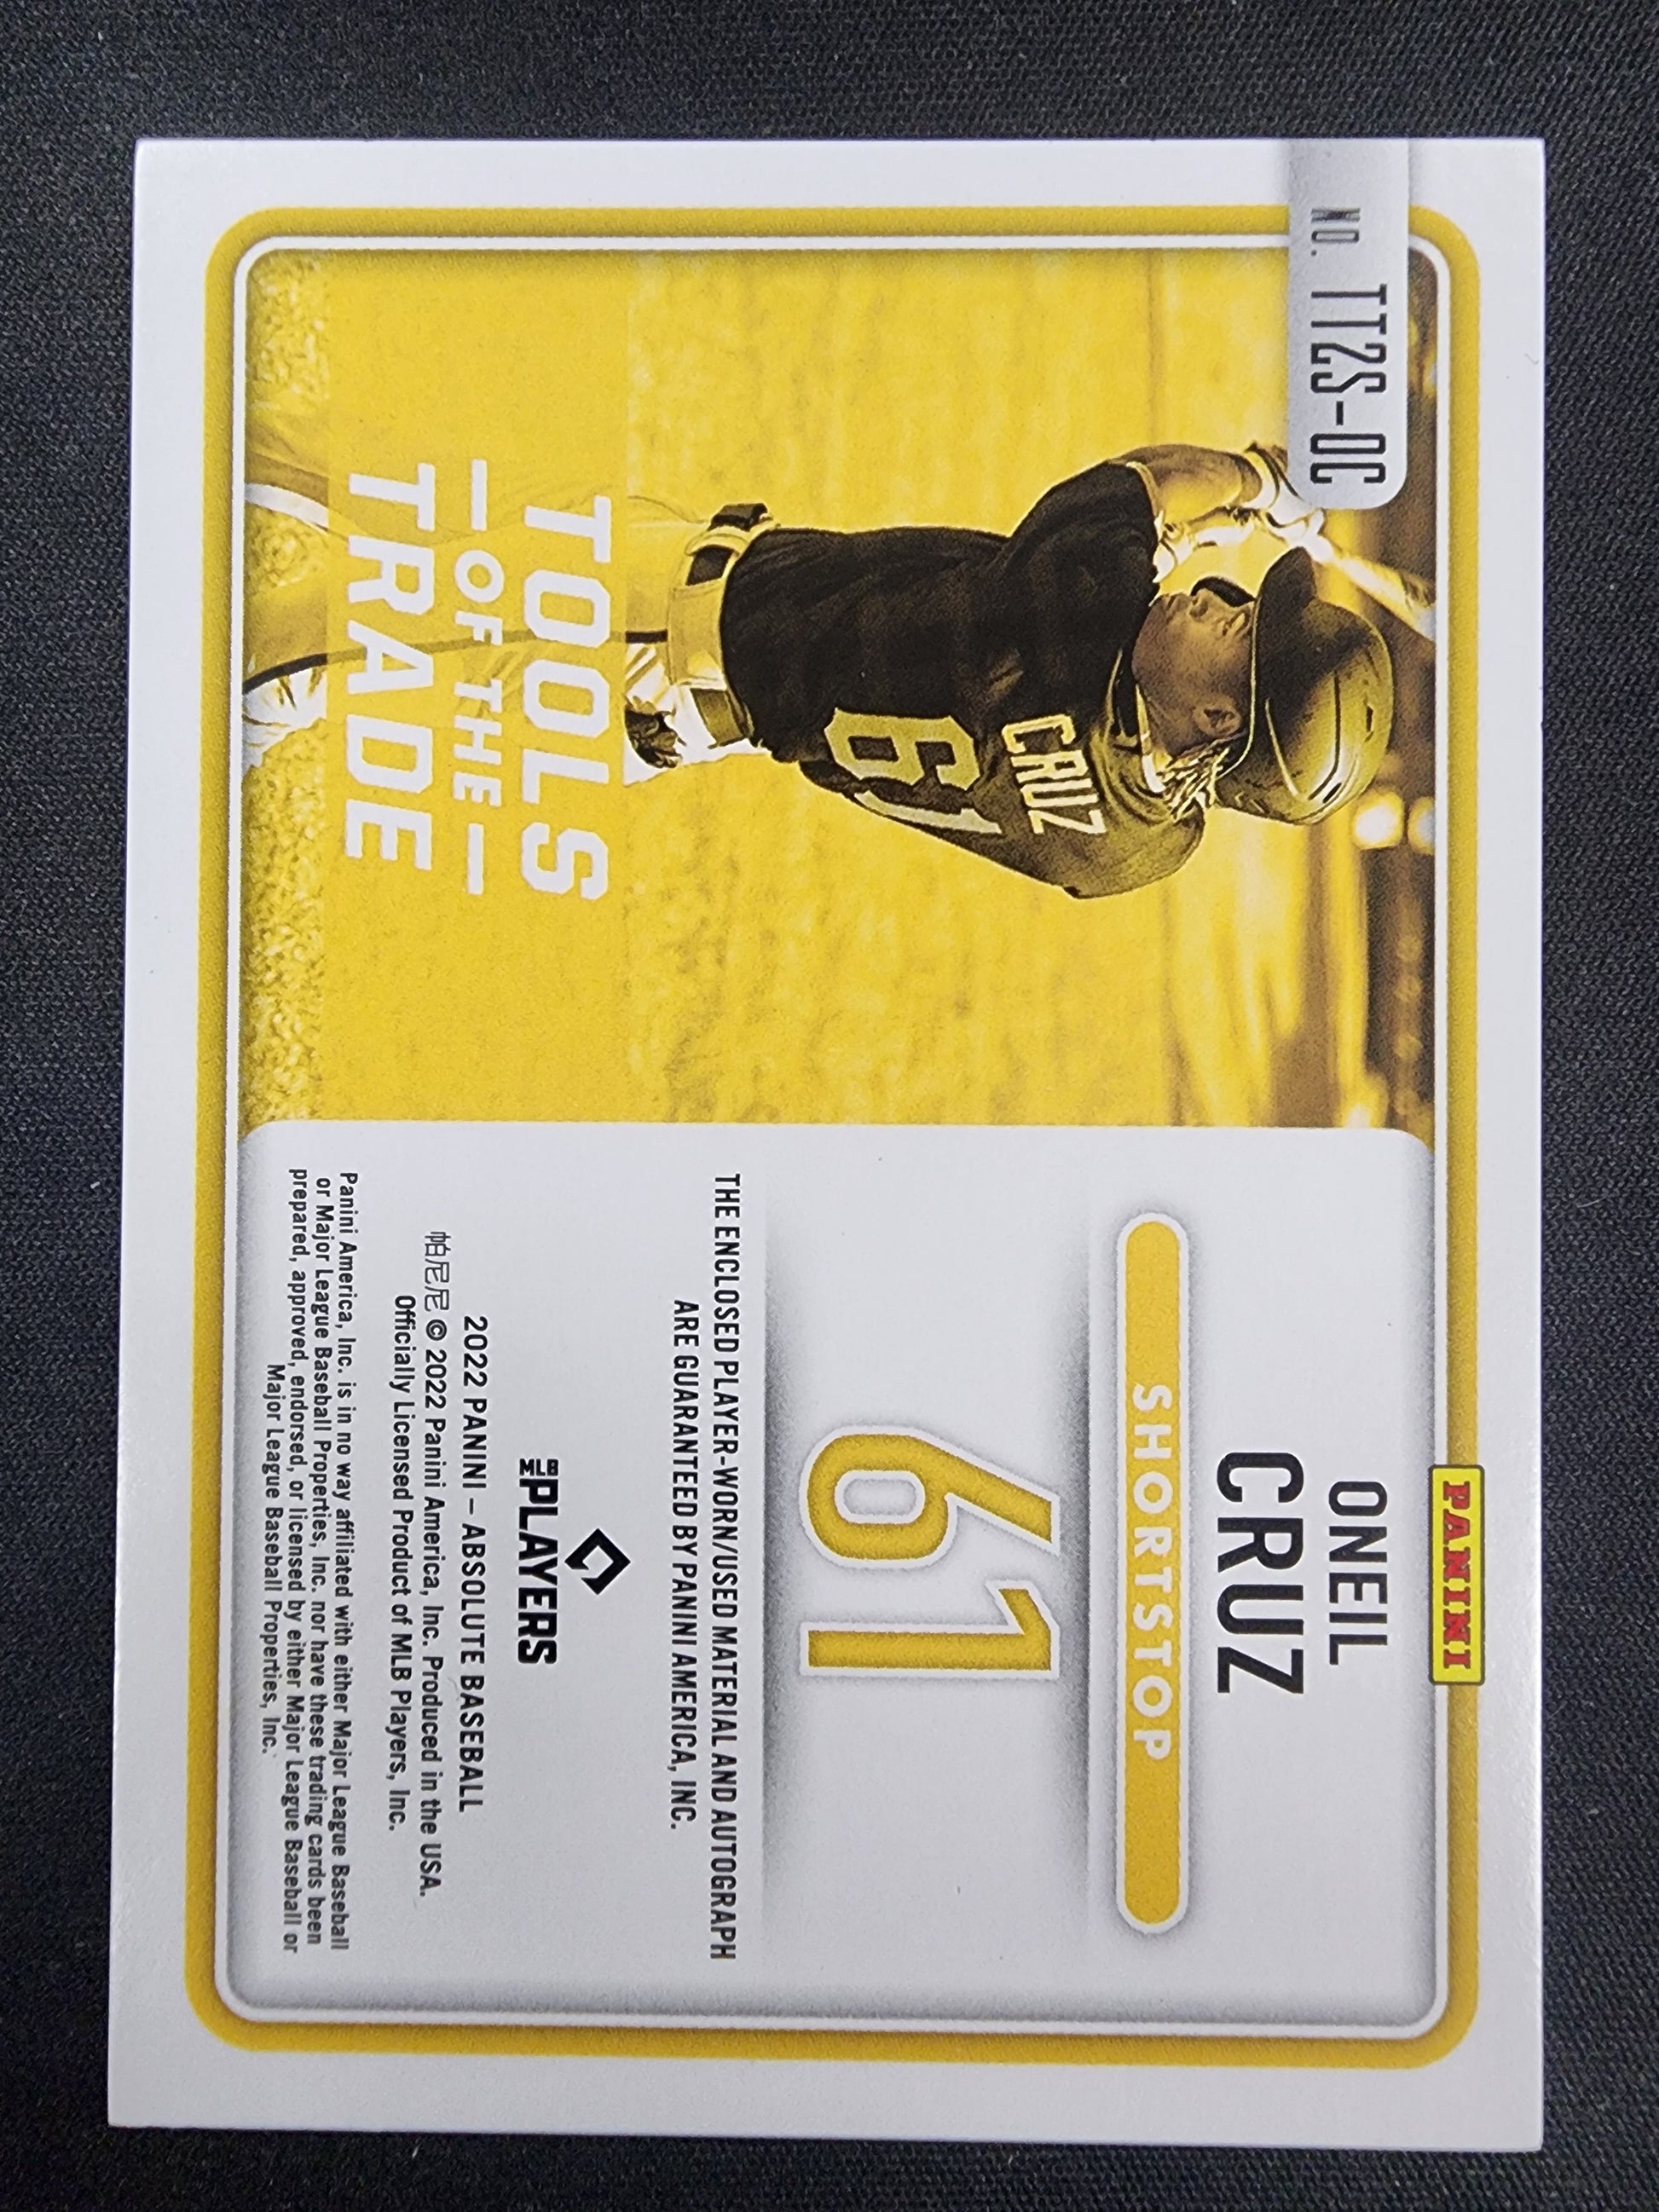 NO. TT2S-OC
CRUZ
61
TOOLS
OF THE
TRADE
PANINI
ONEIL
CRUZ
SHORTSTOP
61
THE ENCLOSED PLAYER-WORN/USED MATERIAL AND AUTOGRAPH
ARE GUARANTEED BY PANINI AMERICA, INC.
MLB PLAYERS
2022 PANINI – ABSOLUTE BASEBALL
帕尼尼 © 2022 Panini America, Inc. Produced in the USA.
Officially Licensed Product of MLB Players, Inc.
Panini America, Inc. is in no way affiliated with either Major League Baseball
or Major League Baseball Properties, Inc. nor have these trading cards been
prepared, approved, endorsed, or licensed by either Major League Baseball or
Major League Baseball Properties, Inc.